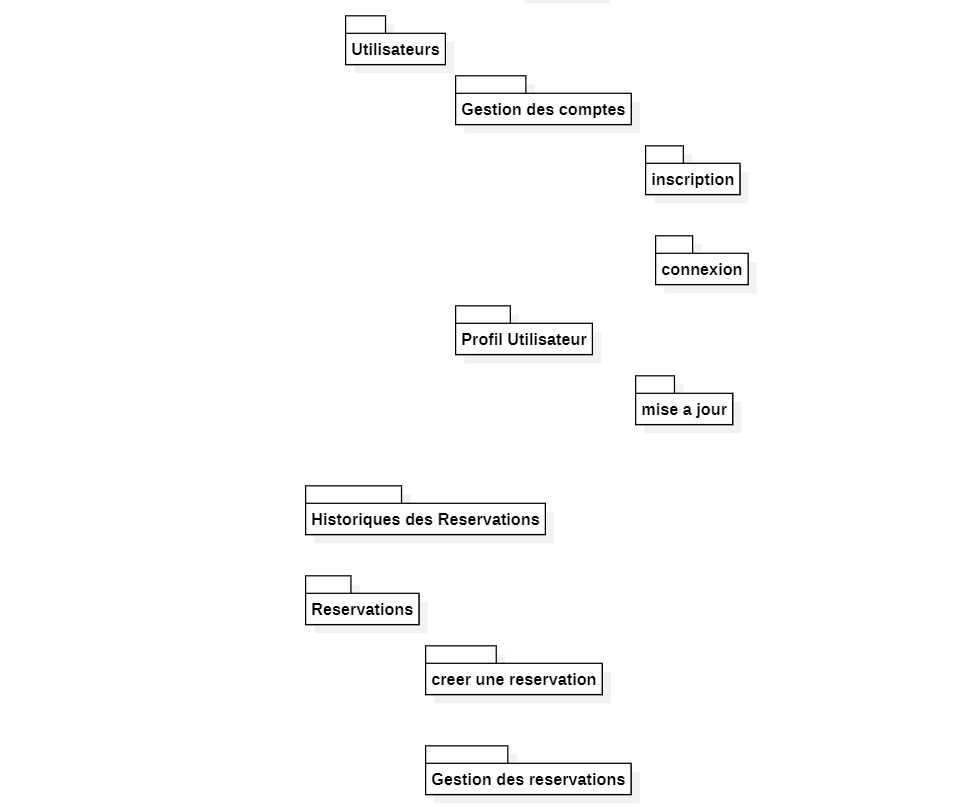 Utilisateurs
Gestion des comptes
inscription
connexion
Profil Utilisateur
mise a jour
Historiques des Reservations
Reservations
creer une reservation
Gestion des reservations